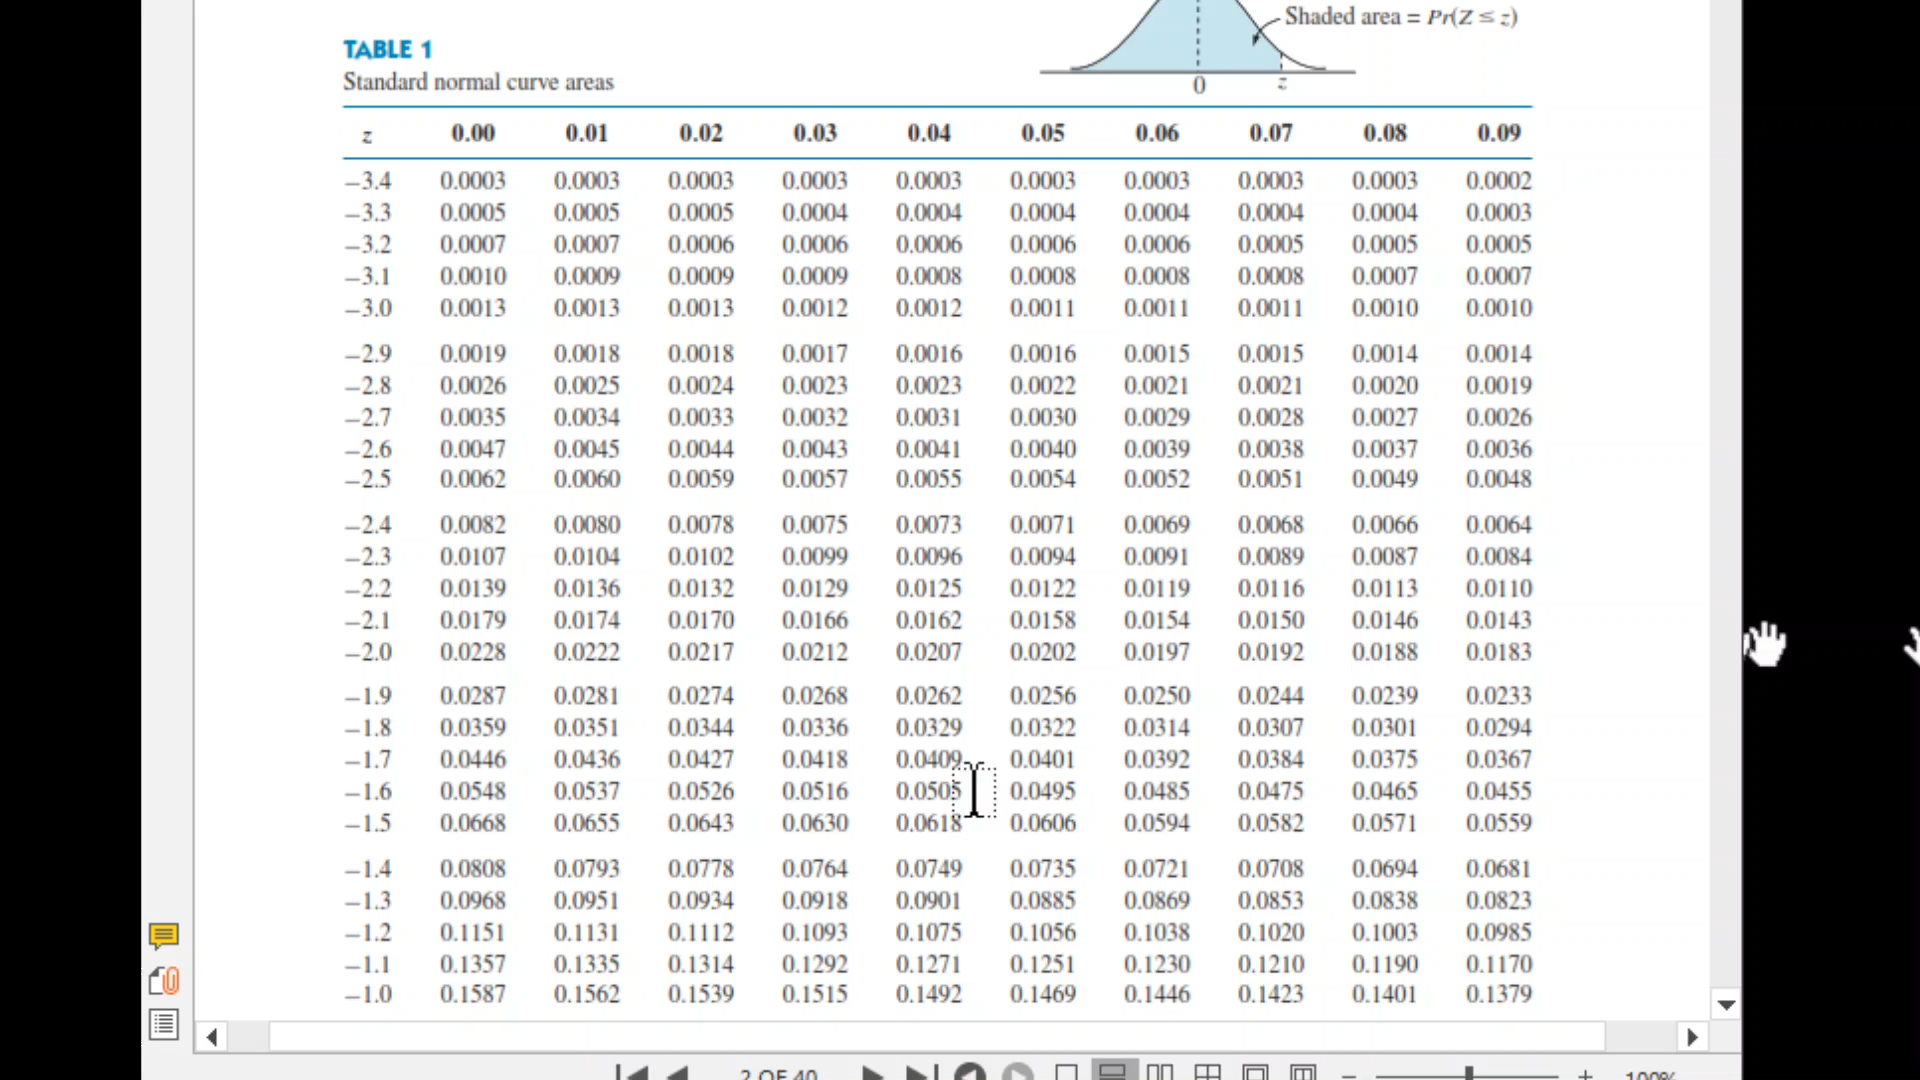 Shaded area = Pr(Z ≤ z)
TABLE 1
Standard normal curve areas
0 z
z 0.00 0.01 0.02 0.03 0.04 0.05 0.06 0.07 0.08 0.09
−3.4 0.0003 0.0003 0.0003 0.0003 0.0003 0.0003 0.0003 0.0003 0.0003 0.0002
−3.3 0.0005 0.0005 0.0005 0.0004 0.0004 0.0004 0.0004 0.0004 0.0004 0.0003
−3.2 0.0007 0.0007 0.0006 0.0006 0.0006 0.0006 0.0006 0.0005 0.0005 0.0005
−3.1 0.0010 0.0009 0.0009 0.0009 0.0008 0.0008 0.0008 0.0008 0.0007 0.0007
−3.0 0.0013 0.0013 0.0013 0.0012 0.0012 0.0011 0.0011 0.0011 0.0010 0.0010
−2.9 0.0019 0.0018 0.0018 0.0017 0.0016 0.0016 0.0015 0.0015 0.0014 0.0014
−2.8 0.0026 0.0025 0.0024 0.0023 0.0023 0.0022 0.0021 0.0021 0.0020 0.0019
−2.7 0.0035 0.0034 0.0033 0.0032 0.0031 0.0030 0.0029 0.0028 0.0027 0.0026
−2.6 0.0047 0.0045 0.0044 0.0043 0.0041 0.0040 0.0039 0.0038 0.0037 0.0036
−2.5 0.0062 0.0060 0.0059 0.0057 0.0055 0.0054 0.0052 0.0051 0.0049 0.0048
−2.4 0.0082 0.0080 0.0078 0.0075 0.0073 0.0071 0.0069 0.0068 0.0066 0.0064
−2.3 0.0107 0.0104 0.0102 0.0099 0.0096 0.0094 0.0091 0.0089 0.0087 0.0084
−2.2 0.0139 0.0136 0.0132 0.0129 0.0125 0.0122 0.0119 0.0116 0.0113 0.0110
−2.1 0.0179 0.0174 0.0170 0.0166 0.0162 0.0158 0.0154 0.0150 0.0146 0.0143
−2.0 0.0228 0.0222 0.0217 0.0212 0.0207 0.0202 0.0197 0.0192 0.0188 0.0183
−1.9 0.0287 0.0281 0.0274 0.0268 0.0262 0.0256 0.0250 0.0244 0.0239 0.0233
−1.8 0.0359 0.0351 0.0344 0.0336 0.0329 0.0322 0.0314 0.0307 0.0301 0.0294
−1.7 0.0446 0.0436 0.0427 0.0418 0.0409 0.0401 0.0392 0.0384 0.0375 0.0367
−1.6 0.0548 0.0537 0.0526 0.0516 0.0505 0.0495 0.0485 0.0475 0.0465 0.0455
−1.5 0.0668 0.0655 0.0643 0.0630 0.0618 0.0606 0.0594 0.0582 0.0571 0.0559
−1.4 0.0808 0.0793 0.0778 0.0764 0.0749 0.0735 0.0721 0.0708 0.0694 0.0681
−1.3 0.0968 0.0951 0.0934 0.0918 0.0901 0.0885 0.0869 0.0853 0.0838 0.0823
−1.2 0.1151 0.1131 0.1112 0.1093 0.1075 0.1056 0.1038 0.1020 0.1003 0.0985
−1.1 0.1357 0.1335 0.1314 0.1292 0.1271 0.1251 0.1230 0.1210 0.1190 0.1170
−1.0 0.1587 0.1562 0.1539 0.1515 0.1492 0.1469 0.1446 0.1423 0.1401 0.1379
2 OF 40 100%